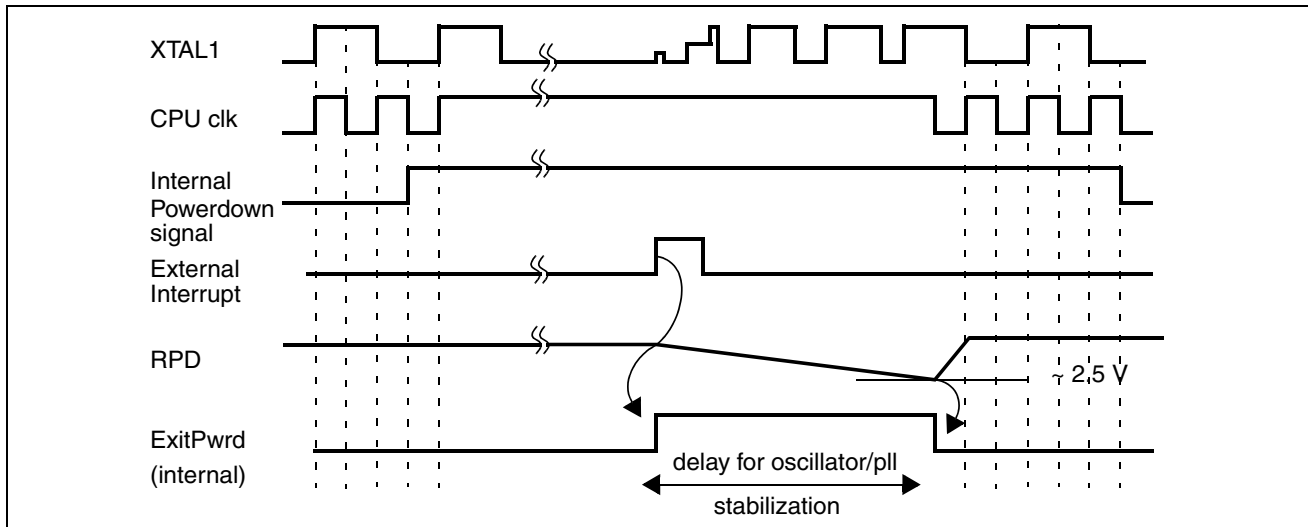 XTAL1
CPU clk
Internal
Powerdown
signal
External
Interrupt
RPD
~ 2.5 V
ExitPwrd
(internal)
delay for oscillator/pll
stabilization